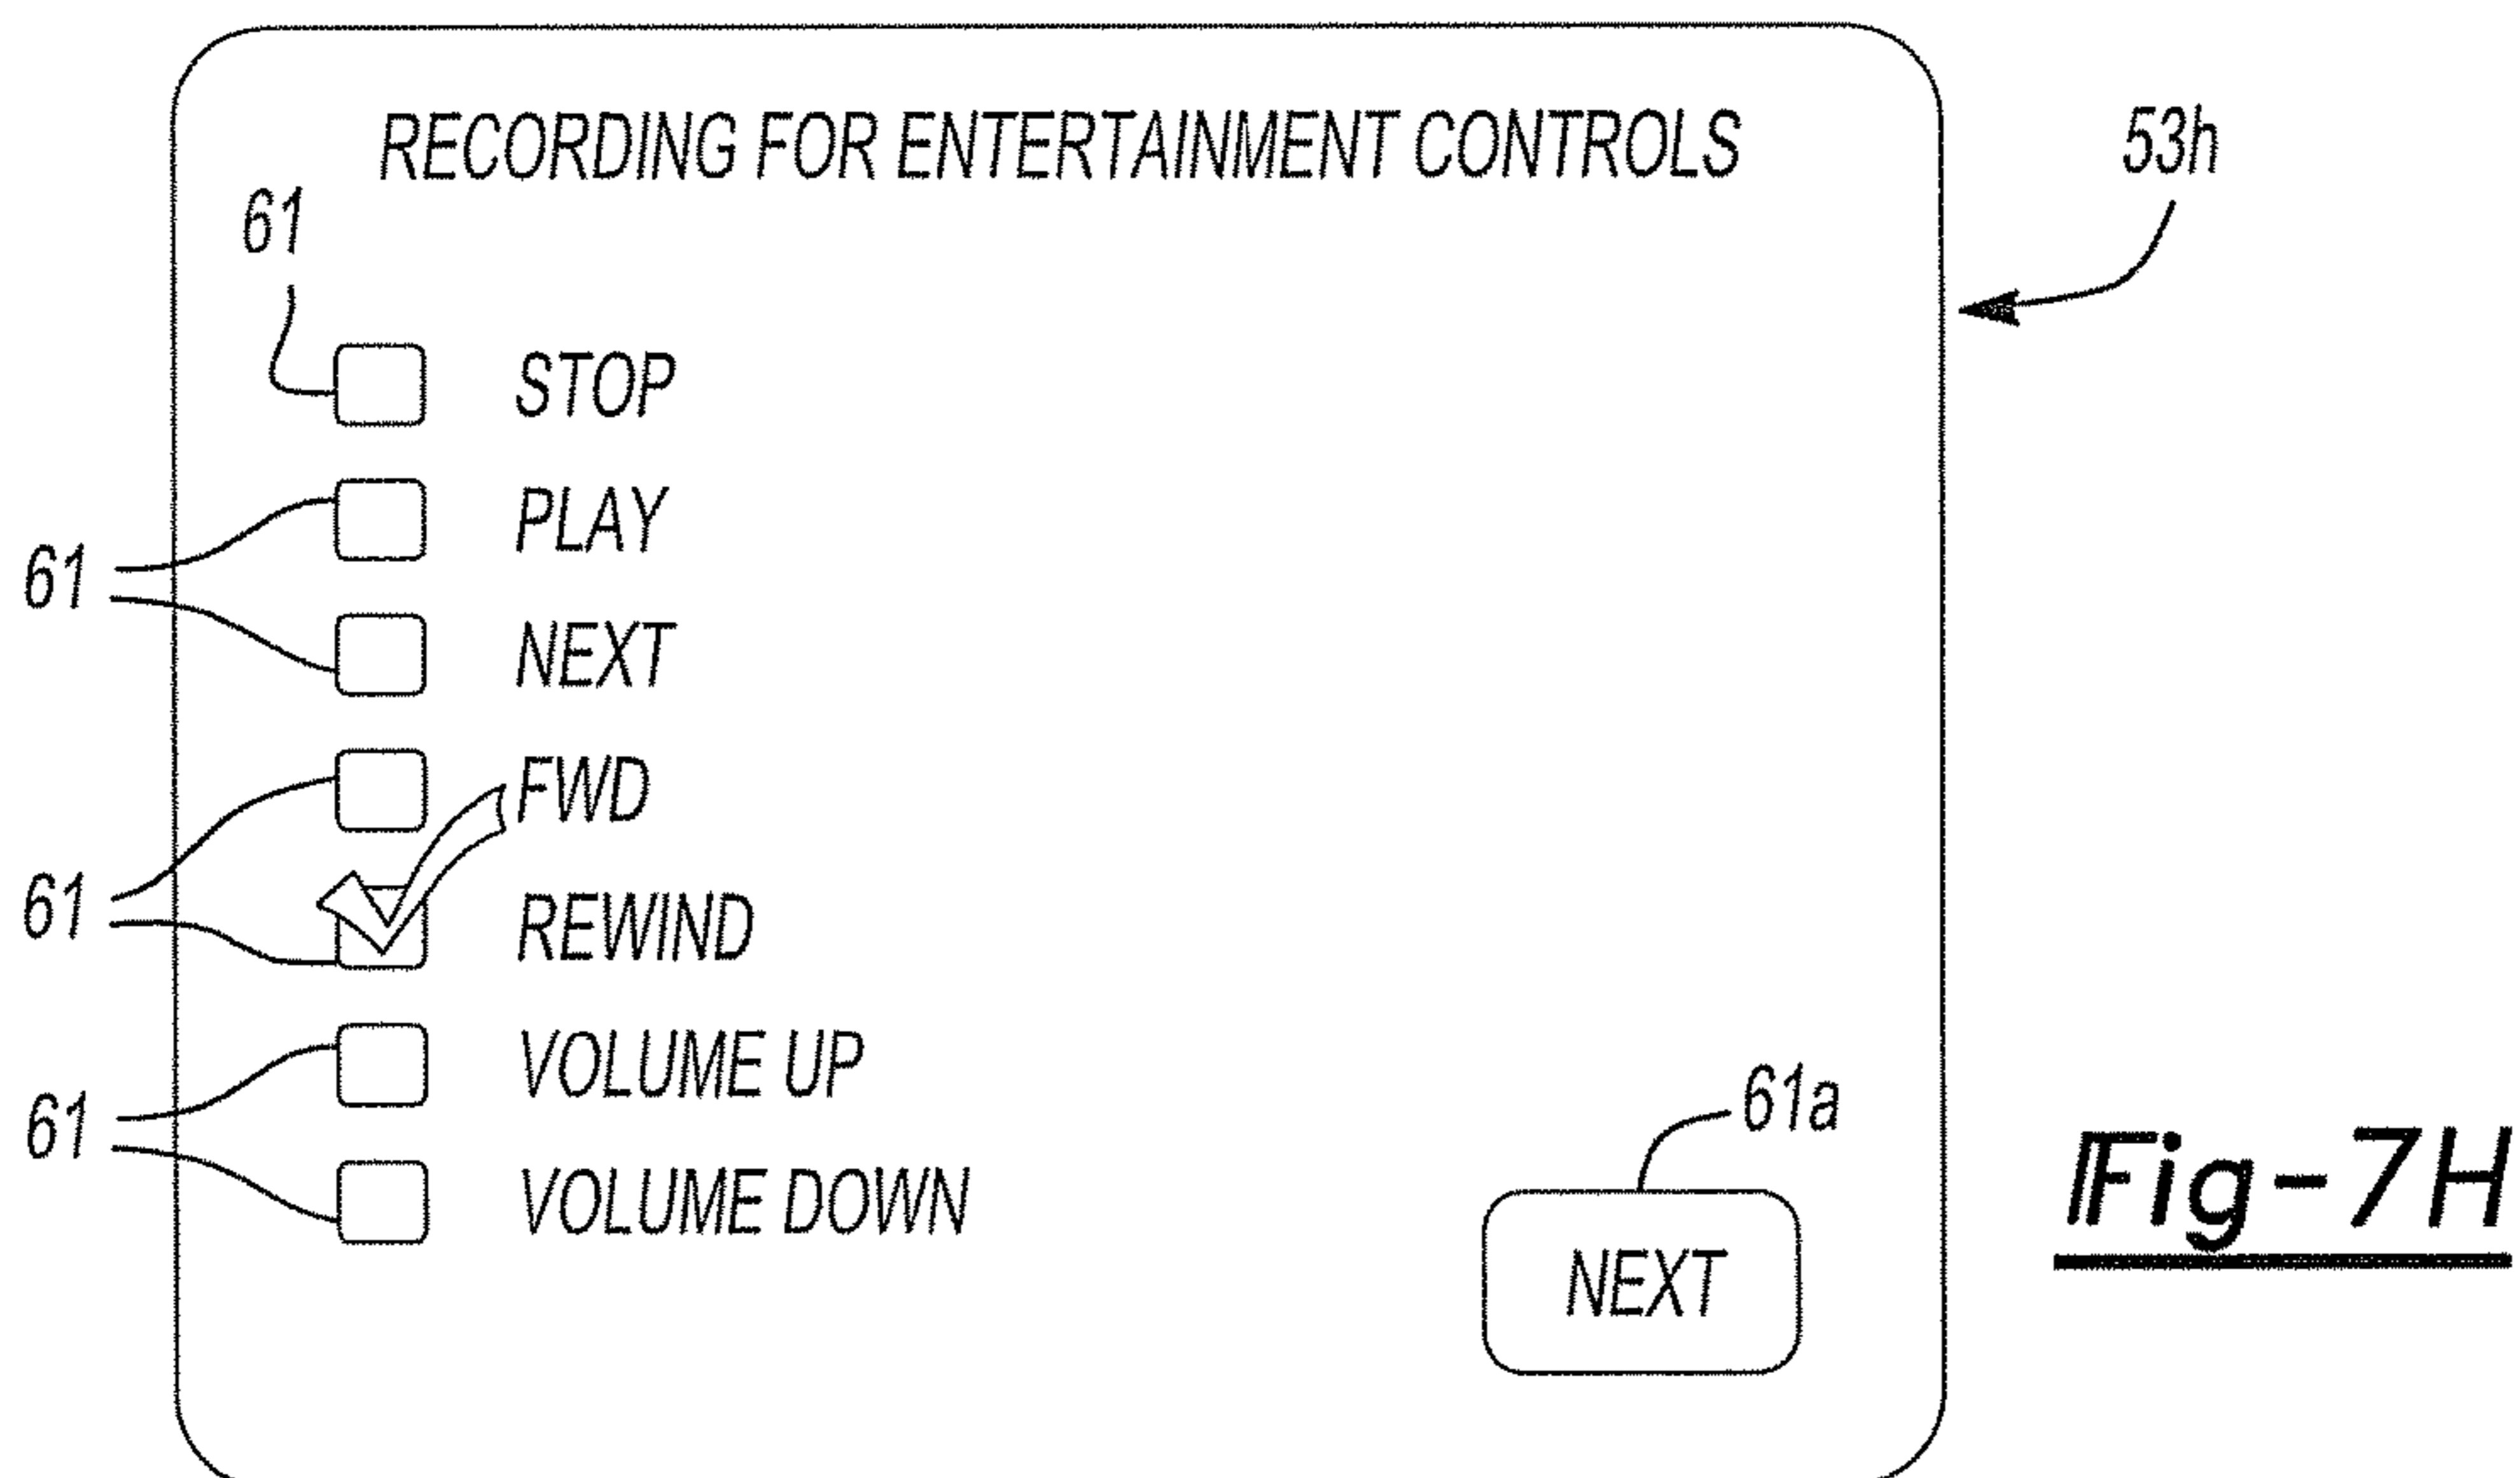 RECORDING FOR ENTERTAINMENT CONTROLS
53h
61
STOP
PLAY
61
NEXT
FWD
61
REWIND
VOLUME UP
61a
61
VOLUME DOWN
Fig-7H
NEXT